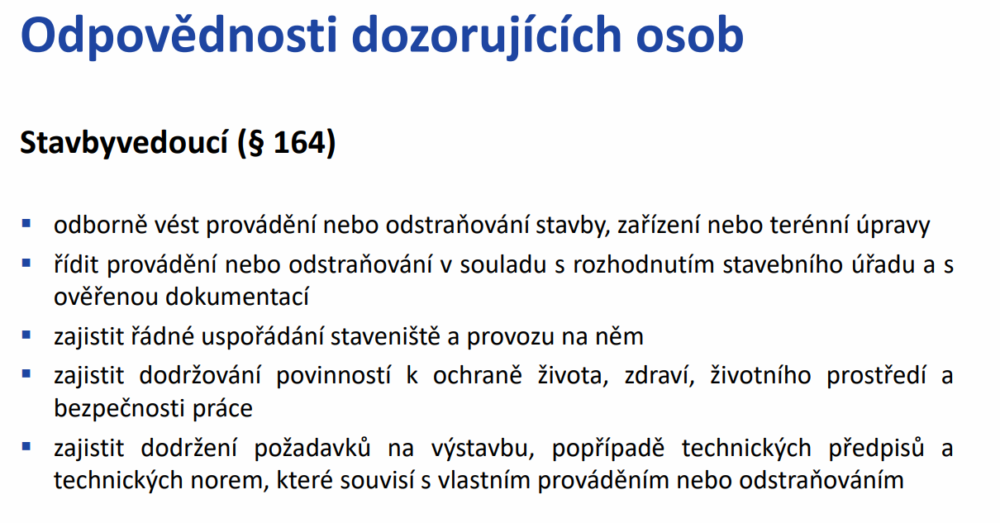 Odpovědnosti dozorujících osob
Stavbyvedoucí (§ 164)
▪ odborně vést provádění nebo odstraňování stavby, zařízení nebo terénní úpravy
▪ řídit provádění nebo odstraňování v souladu s rozhodnutím stavebního úřadu a s
ověřenou dokumentací
▪ zajistit řádné uspořádání staveniště a provozu na něm
▪ zajistit dodržování povinností k ochraně života, zdraví, životního prostředí a
bezpečnosti práce
▪ zajistit dodržení požadavků na výstavbu, popřípadě technických předpisů a
technických norem, které souvisí s vlastním prováděním nebo odstraňováním